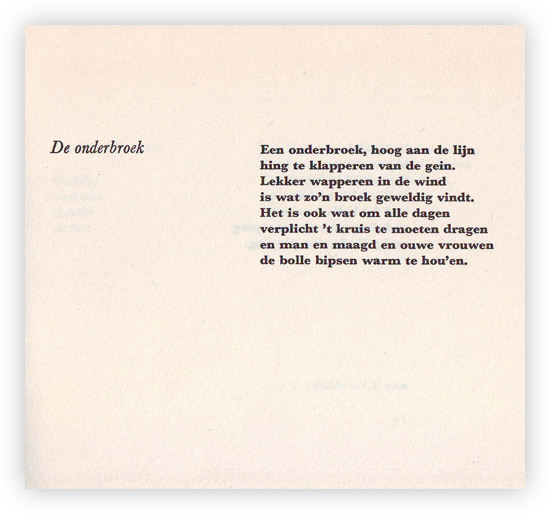 De onderbroek
Een onderbroek, hoog aan de lijn
hing te klapperen van de gein.
Lekker wapperen in de wind
is wat zo’n broek geweldig vindt.
Het is ook wat om alle dagen
verplicht ’t kruis te moeten dragen
en man en maagd en ouwe vrouwen
de bolle bipsen warm te hou’en.